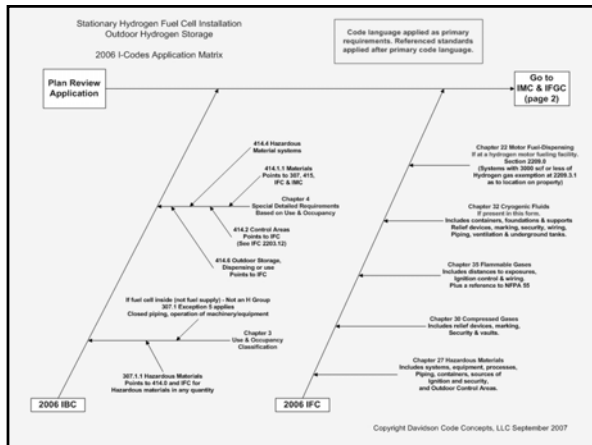 Stationary Hydrogen Fuel Cell Installation
Outdoor Hydrogen Storage
2006 I-Codes Application Matrix
Code language applied as primary
requirements. Referenced standards
applied after primary code language.
Plan Review
Application
Go to
IMC & IFGC
(page 2)
414.4 Hazardous
Material systems
414.1.1 Materials
Points to 307, 415,
IFC & IMC
Chapter 4
Special Detailed Requirements
Based on Use & Occupancy
414.2 Control Areas
Points to IFC
(See IFC 2203.12)
414.6 Outdoor Storage,
Dispensing or use
Points to IFC
If fuel cell inside (not fuel supply) - Not an H Group
307.1 Exception 5 applies
Closed piping, operation of machinery/equipment
Chapter 3
Use & Occupancy
Classification
307.1.1 Hazardous Materials
Points to 414.0 and IFC for
Hazardous materials in any quantity
2006 IBC
Chapter 22 Motor Fuel-Dispensing
If at a hydrogen motor fueling facility.
Section 2209.0
(Systems with 3000 scf or less of
Hydrogen gas exemption at 2209.3.1
as to location on property)
Chapter 32 Cryogenic Fluids
If present in this form.
Includes containers, foundations & supports
Relief devices, marking, security, wiring,
Piping, ventilation & underground tanks.
Chapter 35 Flammable Gases
Includes distances to exposures,
Ignition control & wiring.
Plus a reference to NFPA 55
Chapter 30 Compressed Gases
Includes relief devices, marking,
Security & vaults.
Chapter 27 Hazardous Materials
Includes systems, equipment, processes,
Piping, containers, sources of
Ignition and security,
and Outdoor Control Areas.
2006 IFC
Copyright Davidson Code Concepts, LLC September 2007